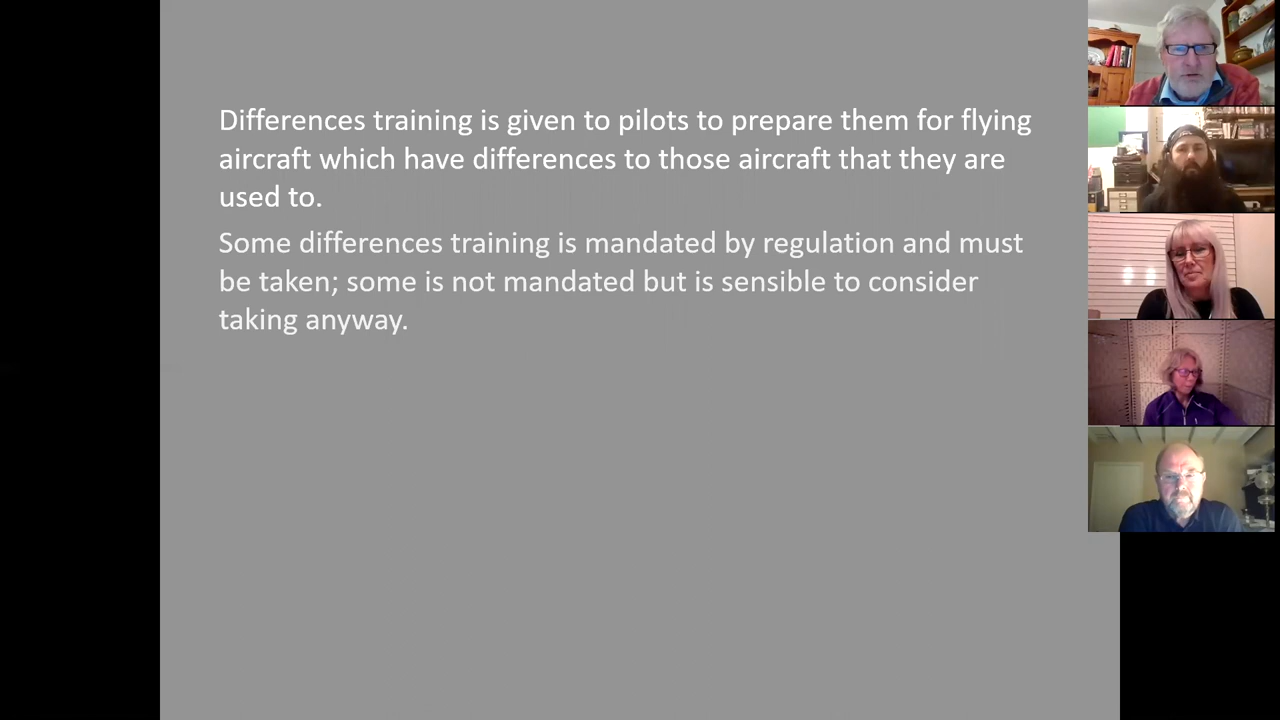 Differences training is given to pilots to prepare them for flying
aircraft which have differences to those aircraft that they are
used to.
Some differences training is mandated by regulation and must
be taken; some is not mandated but is sensible to consider
taking anyway.